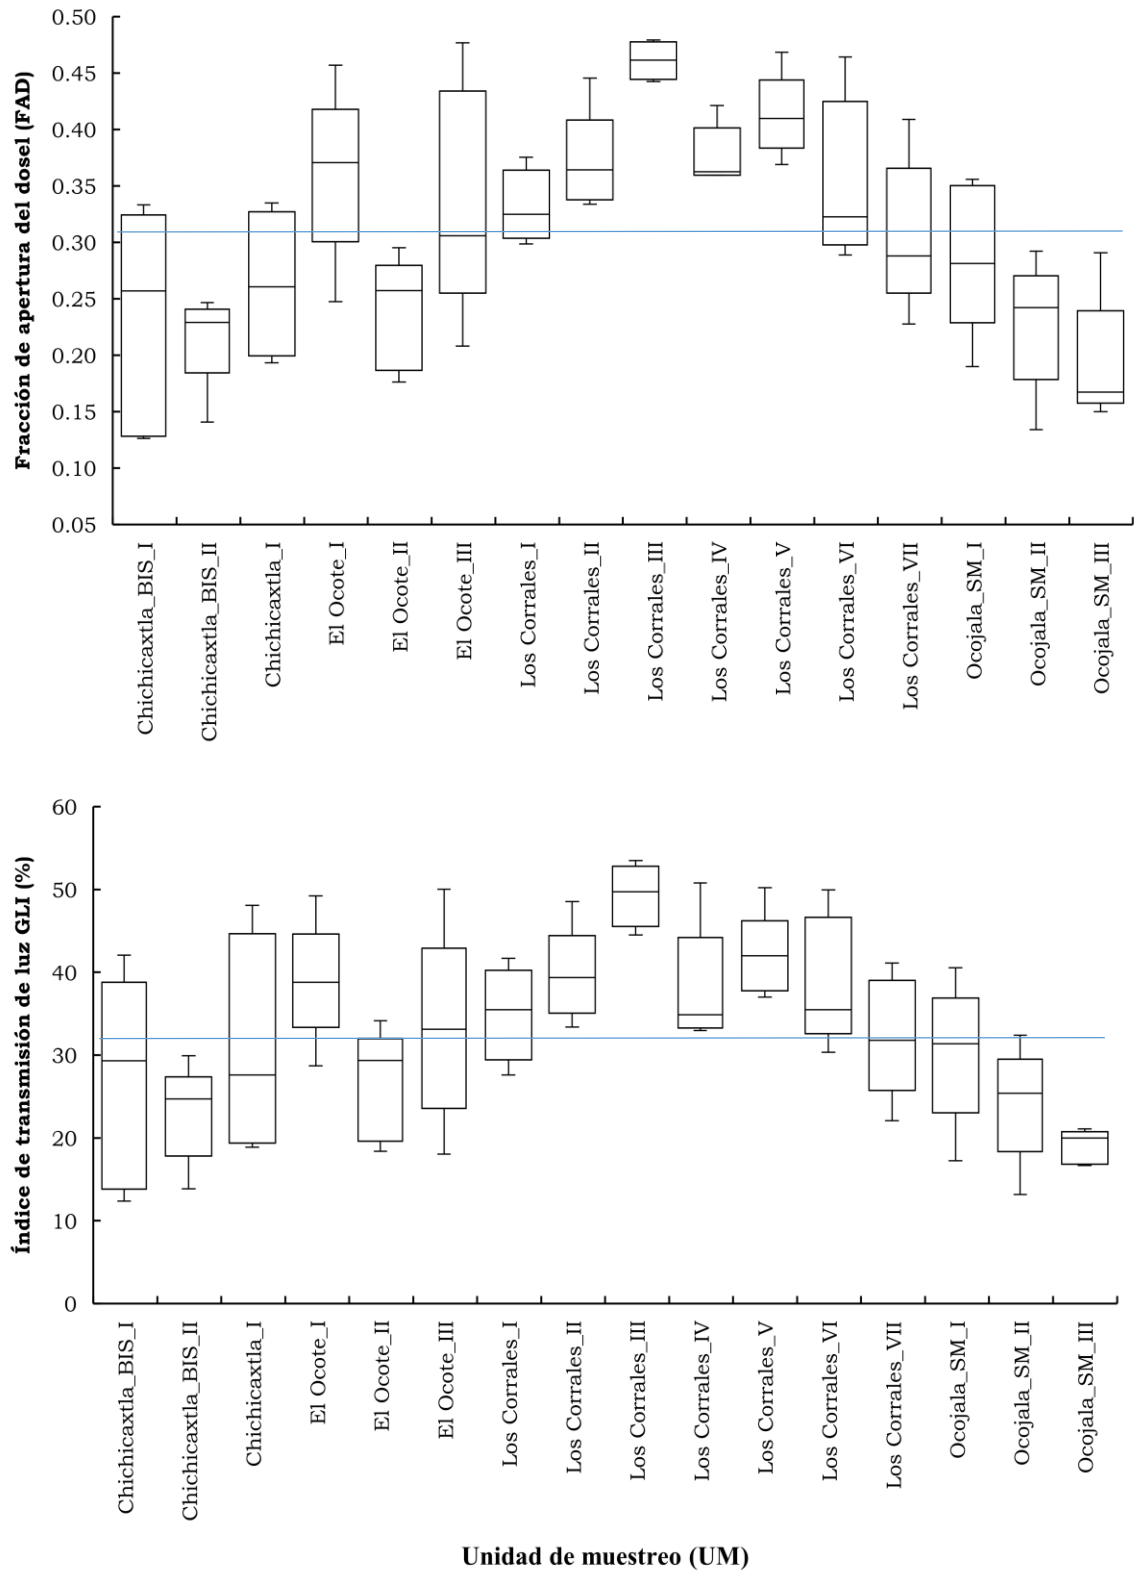 Fracción de apertura del dosel (FAD)
0.50
0.45
0.40
0.35
0.30
0.25
0.20
0.15
0.10
0.05
Chichicaxtla_BIS_I
Chichicaxtla_BIS_II
Chichicaxtla_I
El Ocote_I
El Ocote_II
El Ocote_III
Los Corrales_I
Los Corrales_II
Los Corrales_III
Los Corrales_IV
Los Corrales_V
Los Corrales_VI
Los Corrales_VII
Ocojala_SM_I
Ocojala_SM_II
Ocojala_SM_III
Índice de transmisión de luz GLI (%)
60
50
40
30
20
10
0
Chichicaxtla_BIS_I
Chichicaxtla_BIS_II
Chichicaxtla_I
El Ocote_I
El Ocote_II
El Ocote_III
Los Corrales_I
Los Corrales_II
Los Corrales_III
Los Corrales_IV
Los Corrales_V
Los Corrales_VI
Los Corrales_VII
Ocojala_SM_I
Ocojala_SM_II
Ocojala_SM_III
Unidad de muestreo (UM)